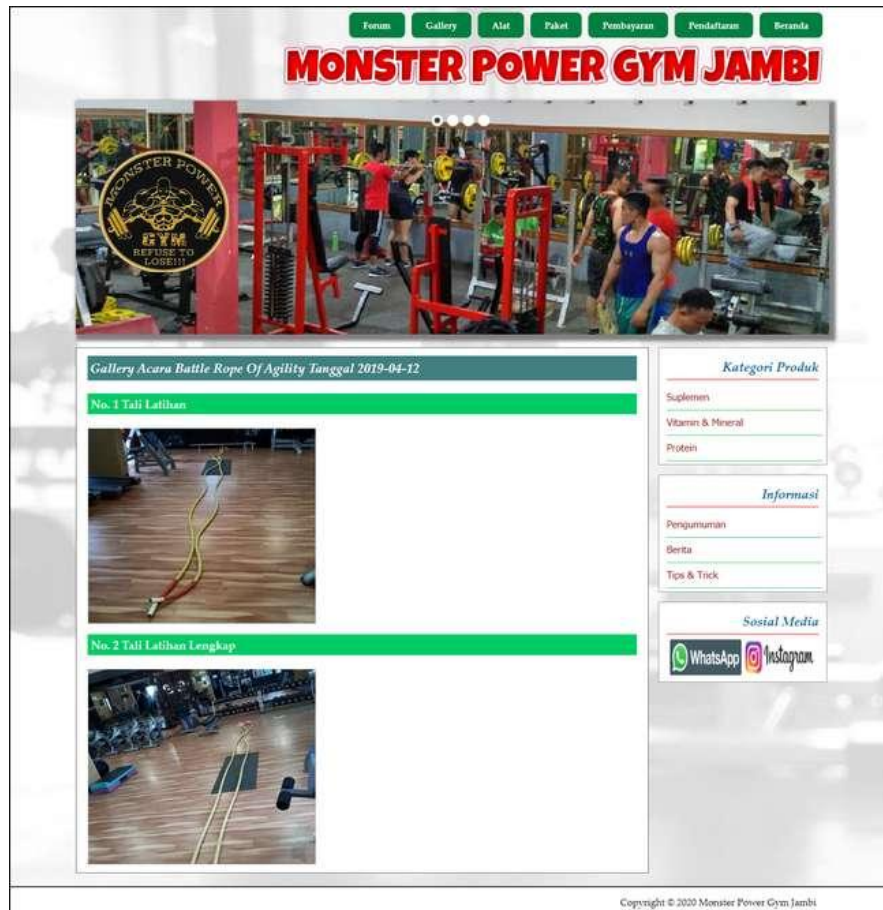 Forum Gallery Alat Paket Pembayaran Pendaftaran Beranda
MONSTER POWER GYM JAMBI
MONSTER POWER
GYM
REFUSE TO
LOSE!!!
Gallery Acara Battle Rope Of Agility Tanggal 2019-04-12
No. 1 Tali Latihan
No. 2 Tali Latihan Lengkap
Kategori Produk
Suplemen
Vitamin & Mineral
Protein
Informasi
Pengumuman
Berita
Tips & Trick
Sosial Media
WhatsApp Instagram
Copyright © 2020 Monster Power Gym Jambi